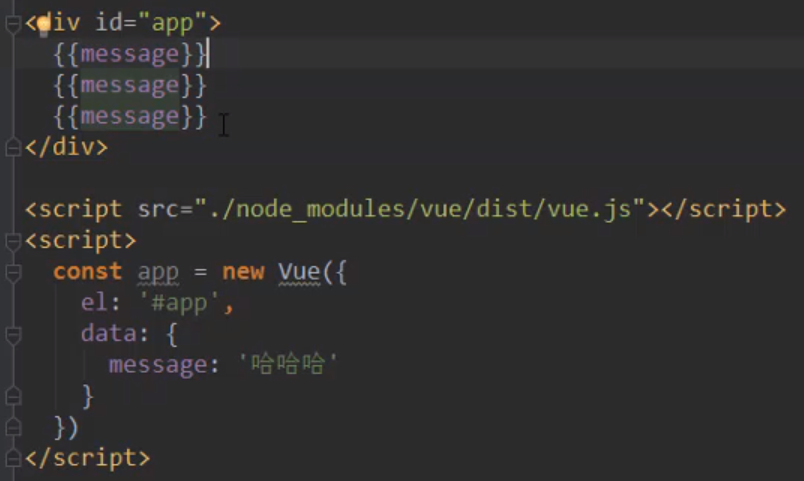 <div id="app">
{{message}}
{{message}}
{{message}}
</div>
<script src="./node_modules/vue/dist/vue.js"></script>
<script>
const app = new Vue({
el: '#app',
data: {
message: '哈哈哈'
}
})
</script>